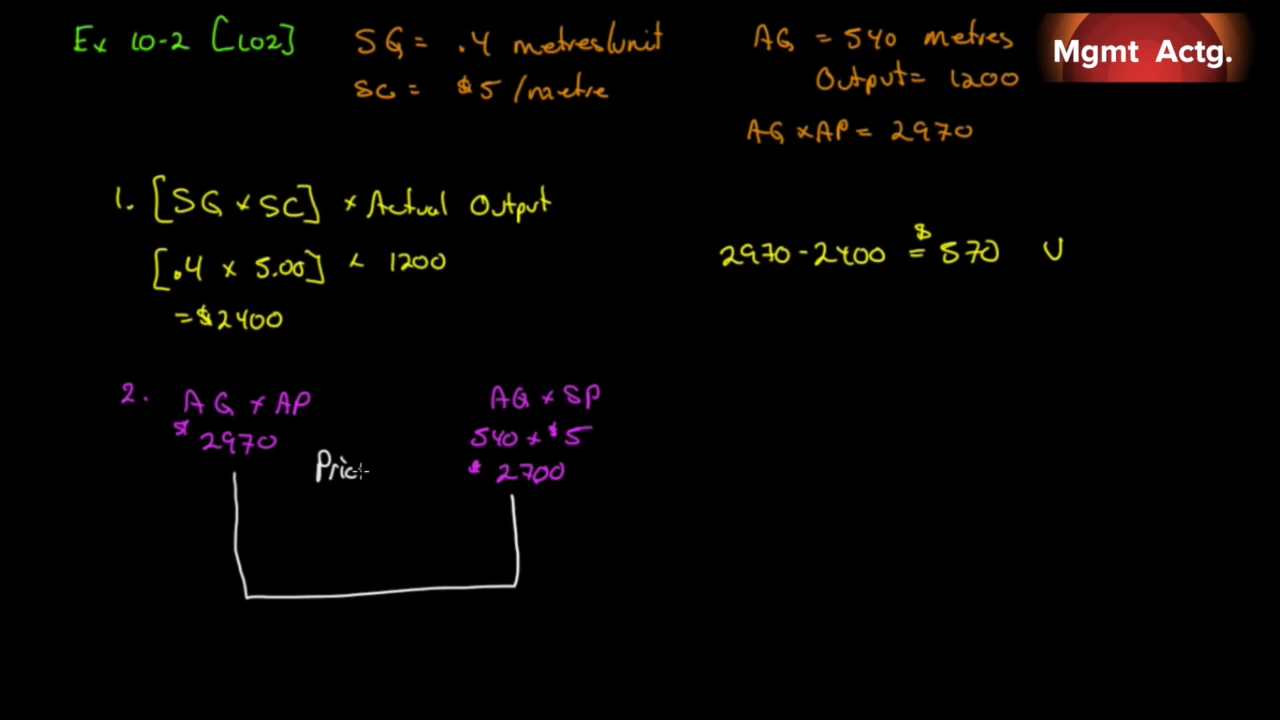 Ex 10-2 [LO2]
SQ = .4 metres/unit
SC = $5 /metre
AQ = 540 metres
Output = 1200
AQ × AP = 2970
Mgmt Actg.
1. [SQ × SC] × Actual Output
[.4 × 5.00] × 1200
= $2400
2970 - 2400 = $570 U
2. AQ × AP
$2970
AQ × SP
540 × $5
$2700
Pric